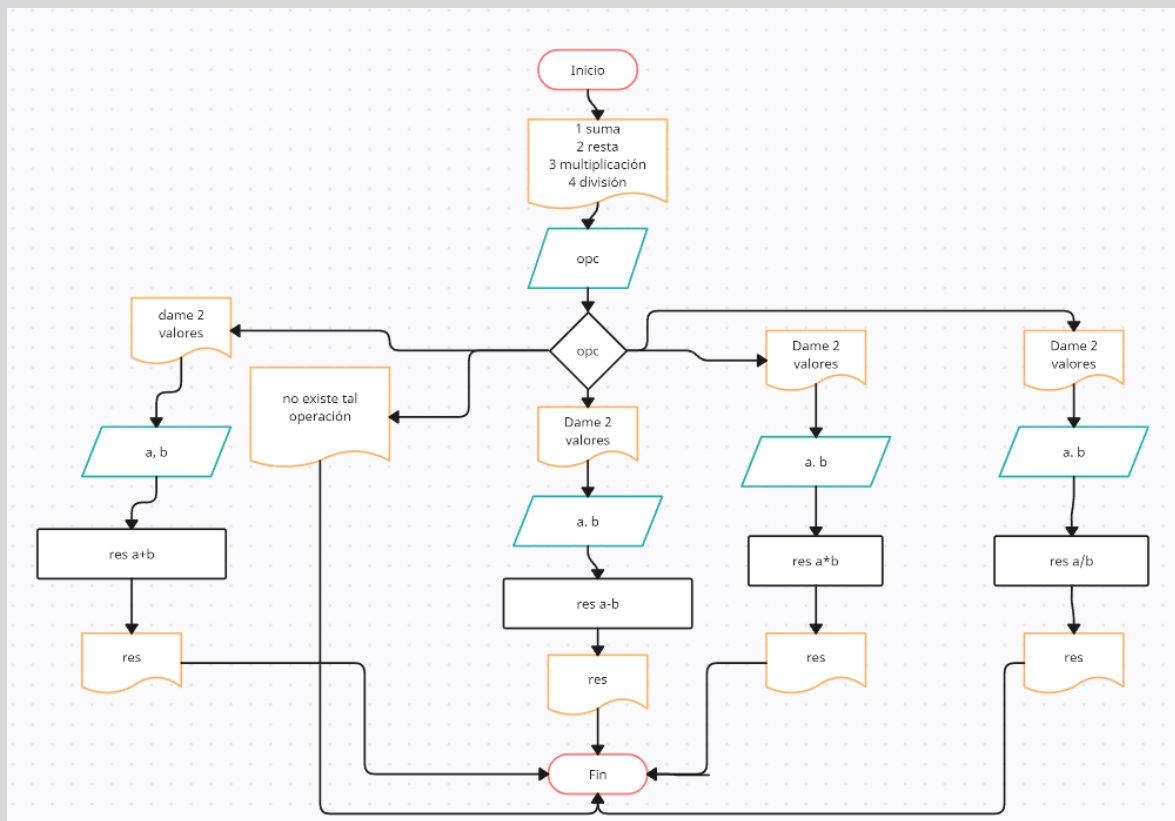 Inicio
1 suma
2 resta
3 multiplicación
4 división
opc
opc
dame 2
valores
a, b
res a+b
res
no existe tal
operación
Dame 2
valores
a. b
res a-b
res
Dame 2
valores
a. b
res a*b
res
Dame 2
valores
a. b
res a/b
res
Fin